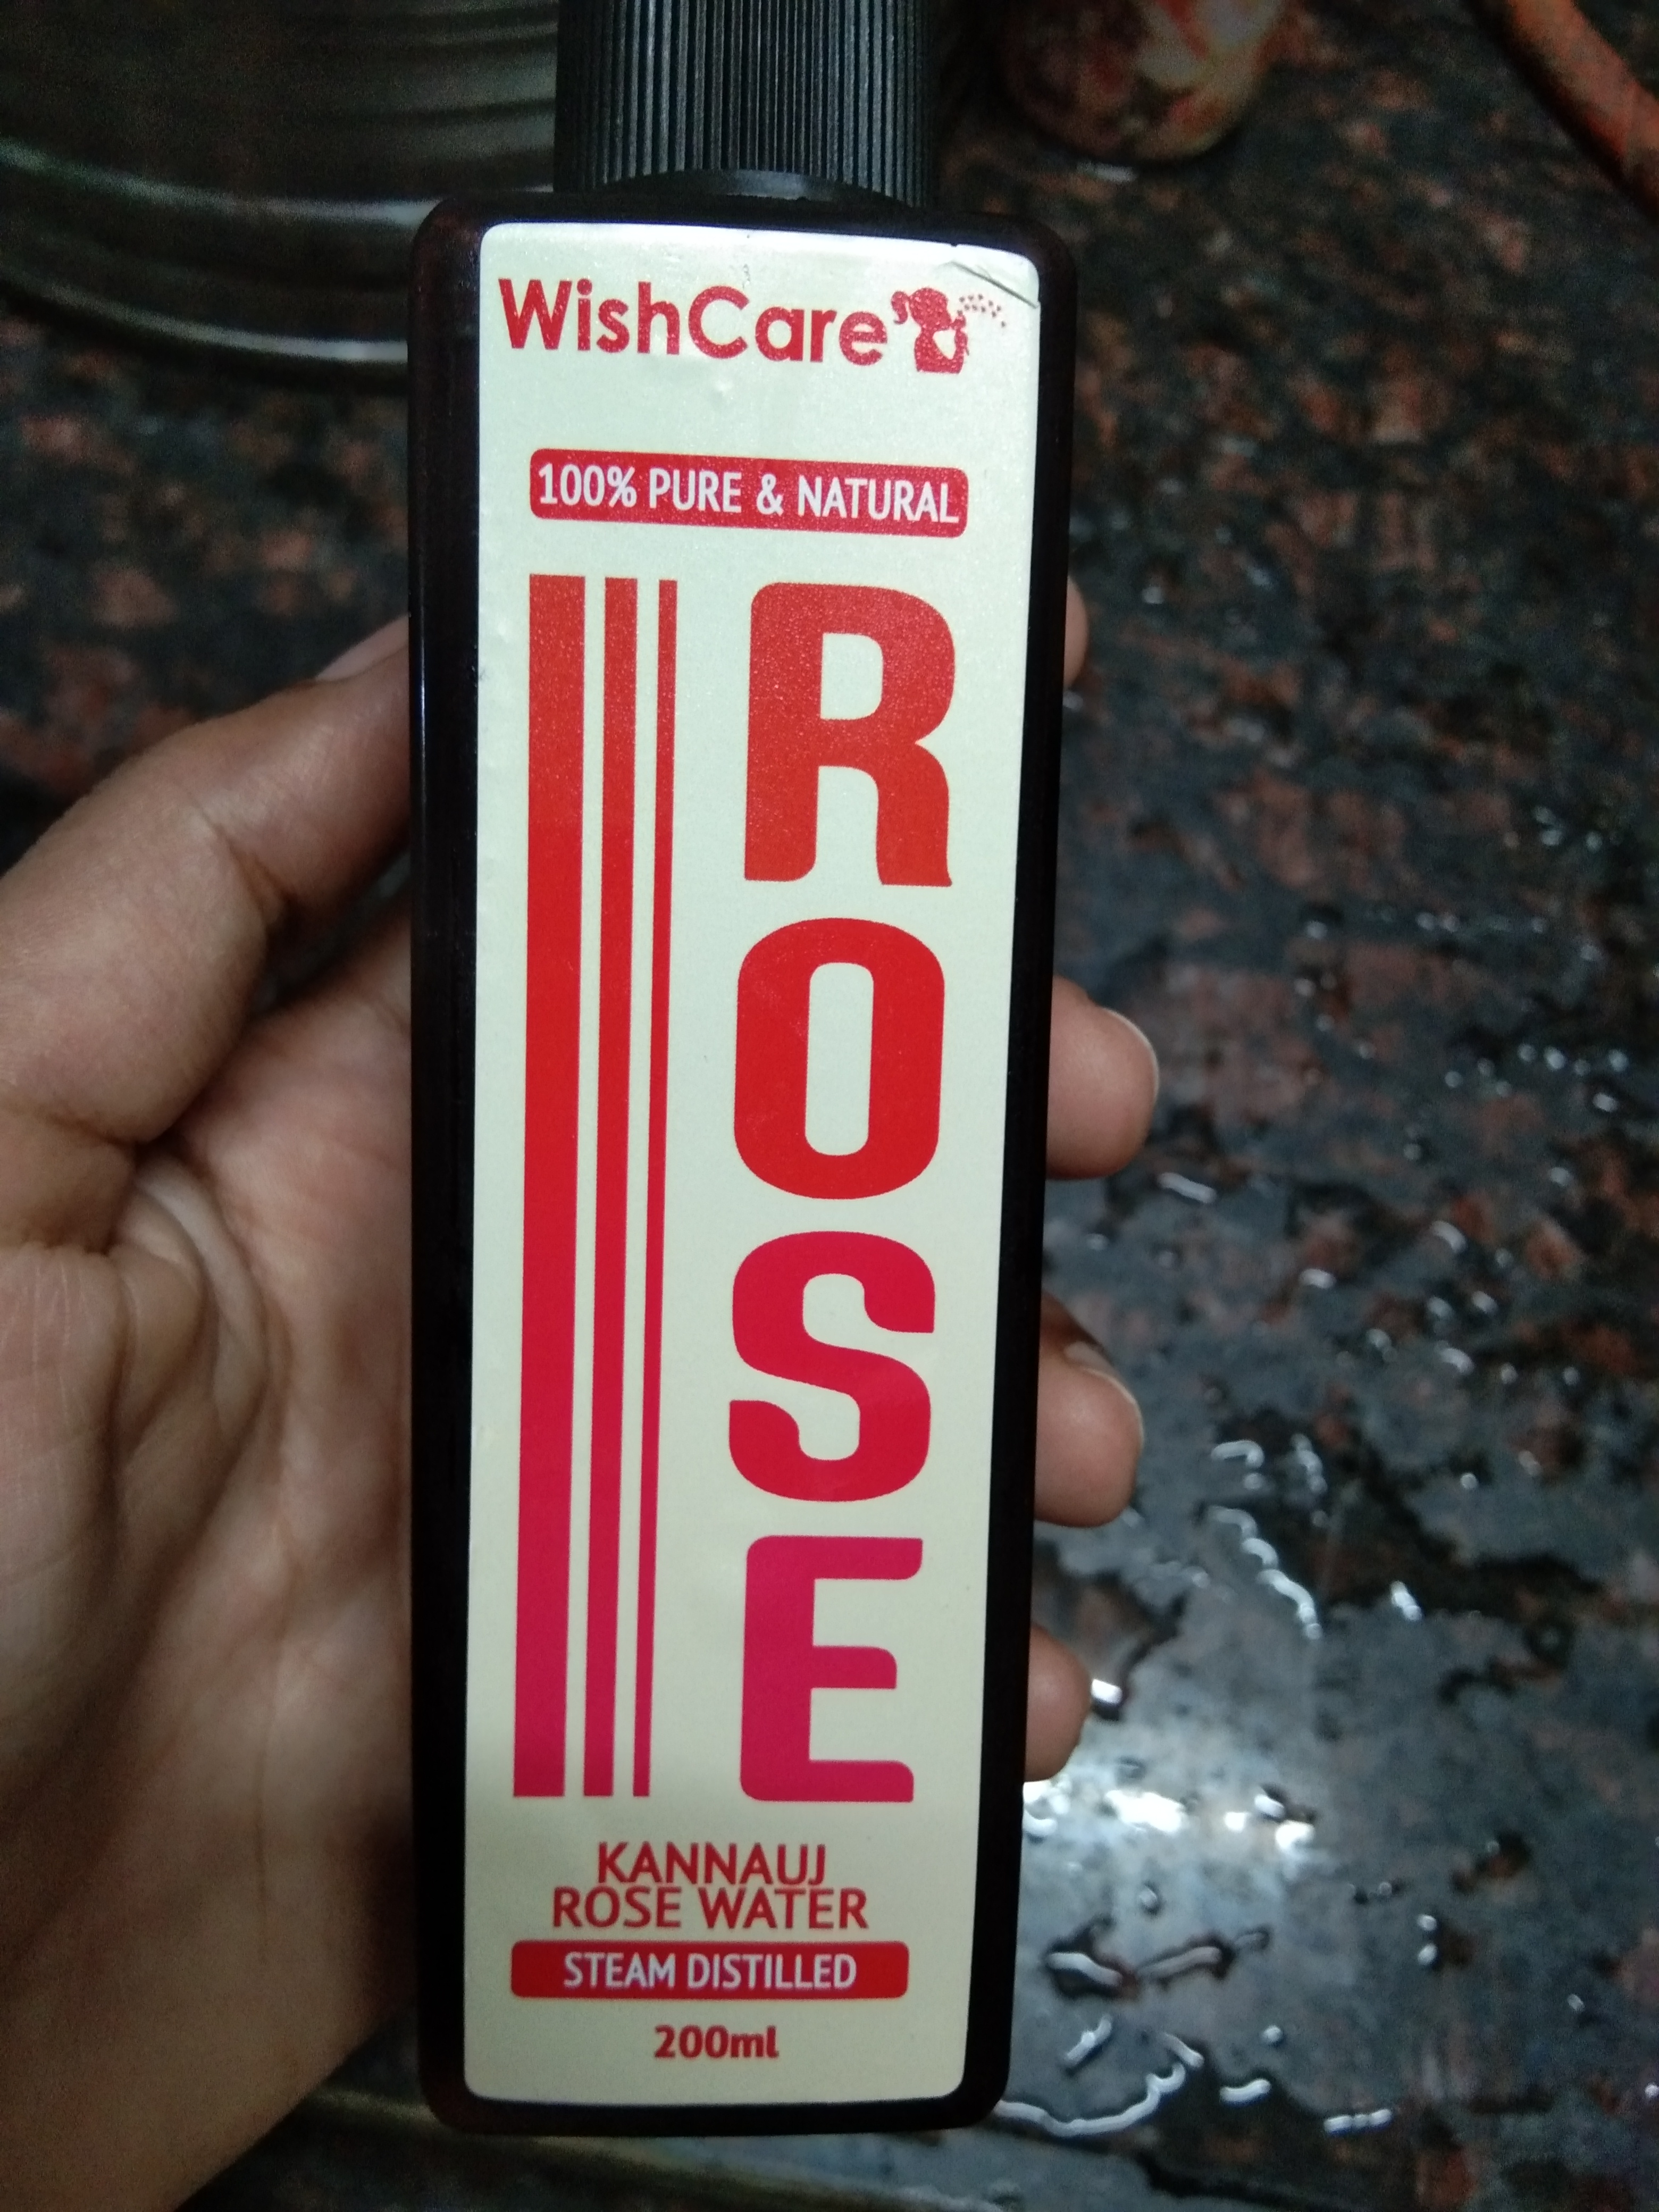 WishCare
100% PURE & NATURAL
ROSE
KANNAUJ
ROSE WATER
STEAM DISTILLED
200ml